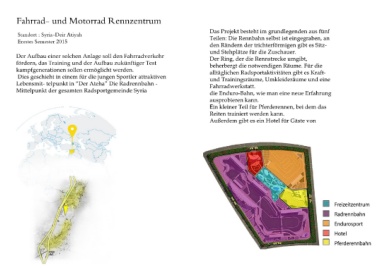 Fahrrad- und Motorrad Rennzentrum
Standort : Syria-Deir Atiyah
Erstes Semester 2015
Der Aufbau einer solchen Anlage soll den Fahrradverkehr
fördern, das Training und der Aufbau zukünftiger Test
kampfgenerationen sollen ermöglicht werden.
Dies geschieht in einem für die jungen Sportler attraktiven
Lebensmit- telpunkt in "Der Atcha" Die Radrennbahn -
Mittelpunkt der gesamten Radsportgemeinde Syria
Das Projekt besteht im grundlegenden aus fünf
Teilen: Die Rennbahn selbst ist eingegraben, an
den Rändern der trichterförmigen gibt es Sitz-
und Stehplätze für die Zuschauer.
Der Ring, der die Rennstrecke umgibt,
beherbergt die notwendigen Räume. Für die
alltäglichen Radsportaktivitäten gibt es Kraft-
und Trainingsräume, Umkleideräume und eine
Fahrradwerkstatt.
die Enduro-Bahn, wie man eine neue Erfahrung
ausprobieren kann.
Ein kleiner Teil für Pferderennen, bei dem das
Reiten trainiert werden kann.
Außerdem gibt es ein Hotel für Gäste von
Freizeitzentrum
Radrennbahn
Endurosport
Hotel
Pferderennbahn